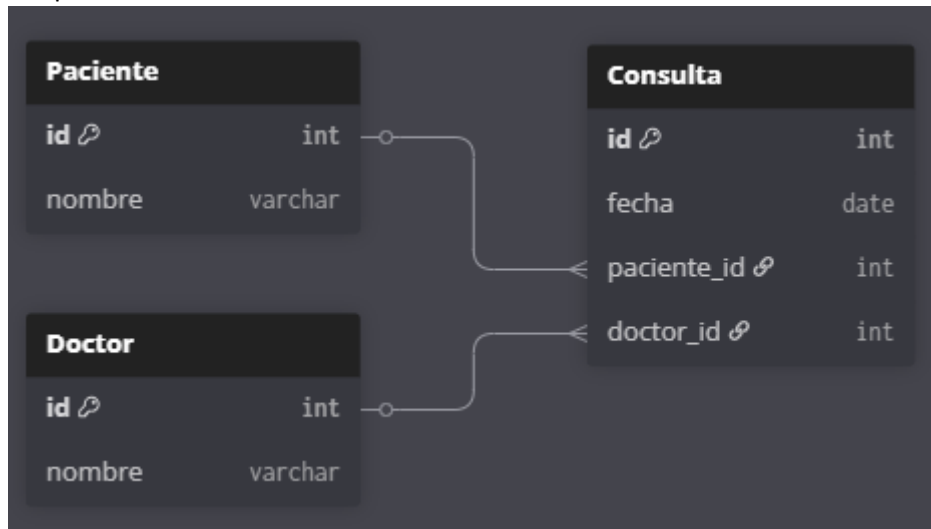 Paciente
id int
nombre varchar
Doctor
id int
nombre varchar
Consulta
id int
fecha date
paciente_id int
doctor_id int